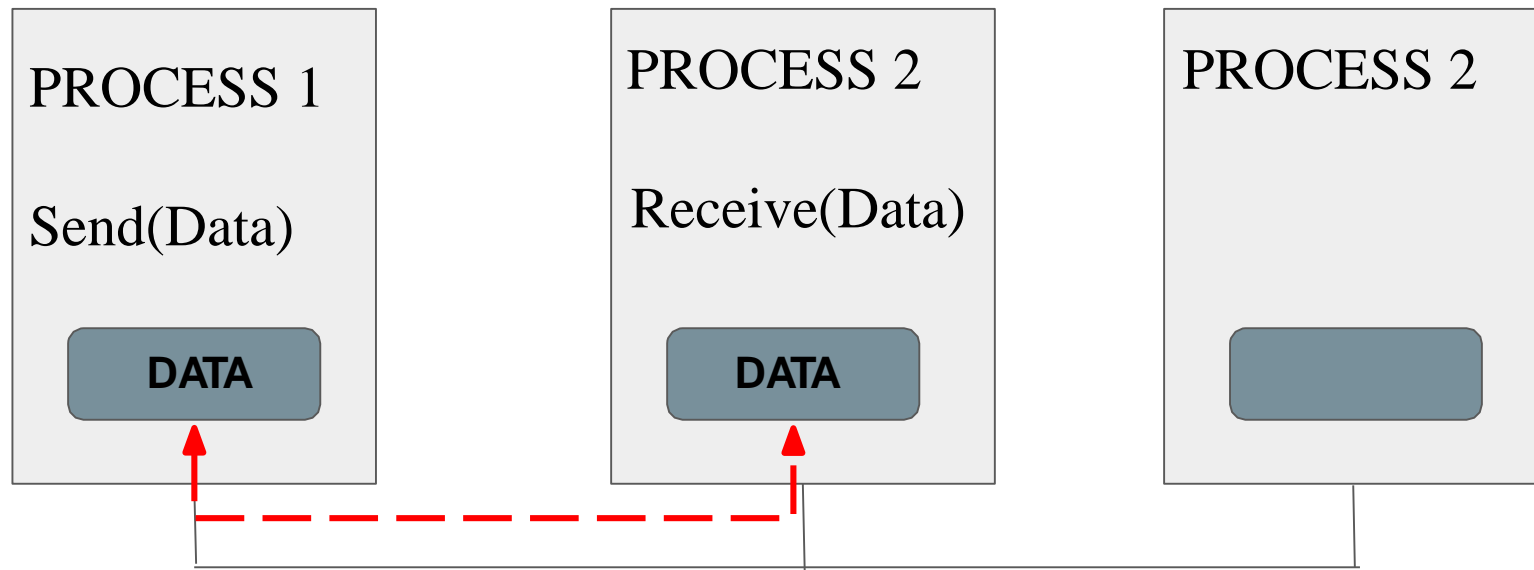 PROCESS 1
Send(Data)
DATA
PROCESS 2
Receive(Data)
DATA
PROCESS 2